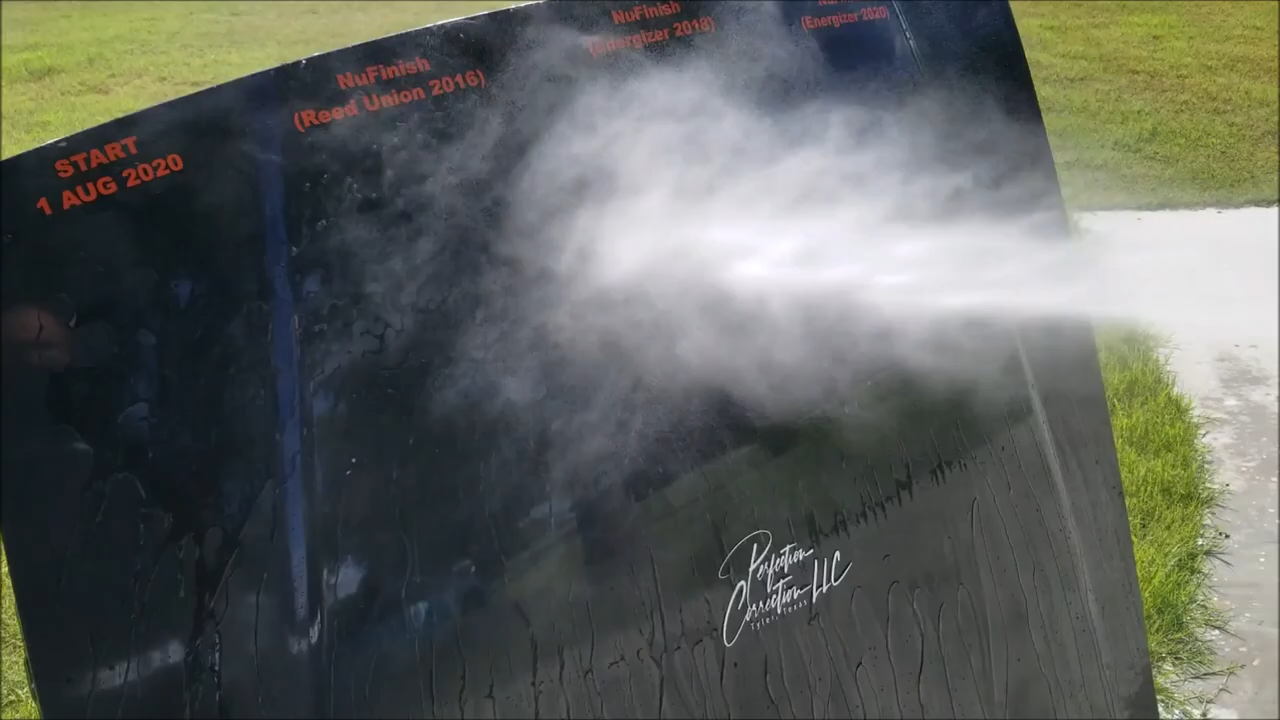 START
1 AUG 2020
NuFinish
(Reed Union 2016)
NuFinish
(Energizer 2018)
(Energizer 2020)
Perfection
Correction LLC
Tyler, Texas